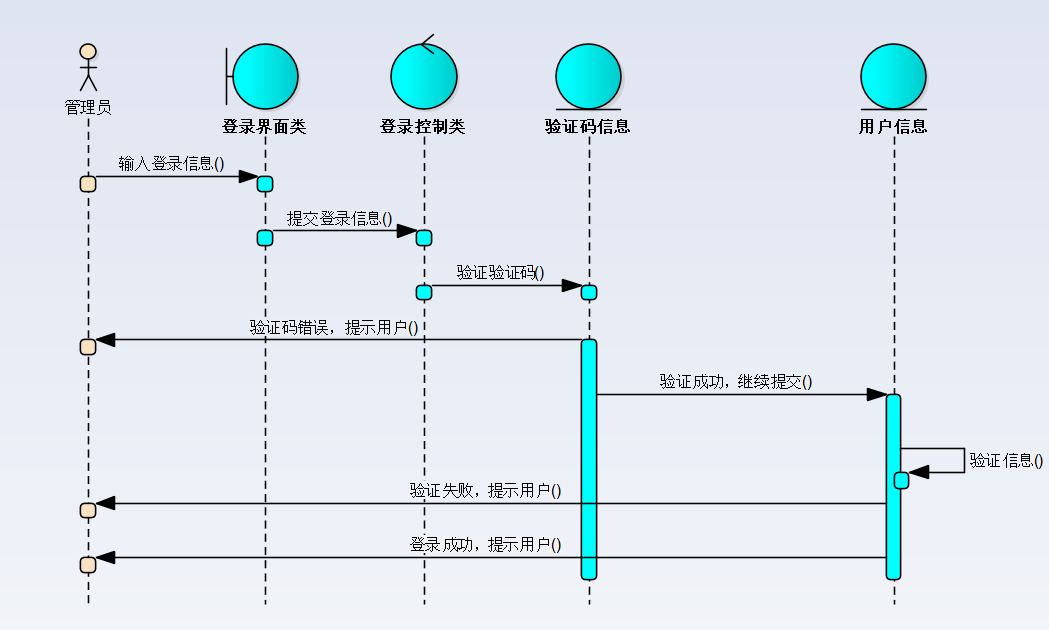 管理员
登录界面类
登录控制类
验证码信息
用户信息
输入登录信息()
提交登录信息()
验证验证码()
验证码错误，提示用户()
验证成功，继续提交()
验证信息()
验证失败，提示用户()
登录成功，提示用户()